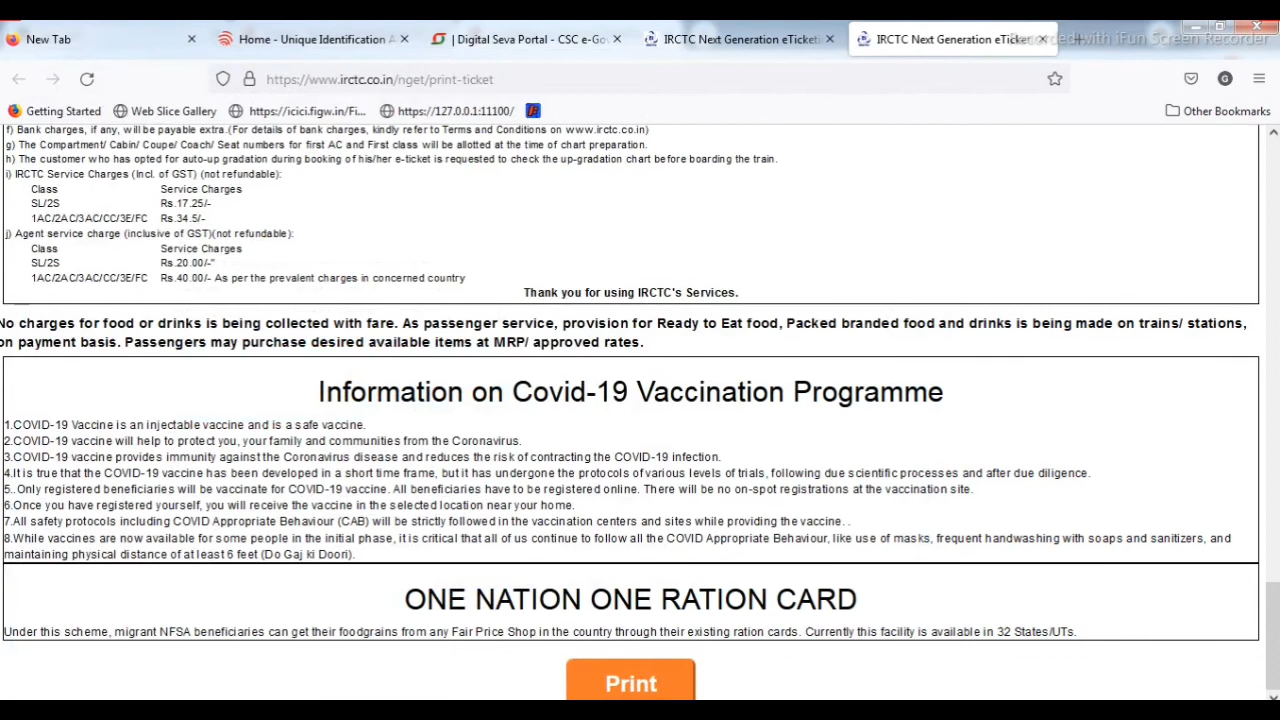 New Tab
Home - Unique Identification A
| Digital Seva Portal - CSC e-Go
IRCTC Next Generation eTicketi
IRCTC Next Generation eTicket
Recorded with iFun Screen Recorder
https://www.irctc.co.in/nget/print-ticket
G
Getting Started
Web Slice Gallery
https://icici.figw.in/Fi...
https://127.0.0.1:11100/
Other Bookmarks
f) Bank charges, if any, will be payable extra.(For details of bank charges, kindly refer to Terms and Conditions on www.irctc.co.in)
g) The Compartment/ Cabin/ Coupe/ Coach/ Seat numbers for first AC and First class will be allotted at the time of chart preparation.
h) The customer who has opted for auto-up gradation during booking of his/her e-ticket is requested to check the up-gradation chart before boarding the train.
i) IRCTC Service Charges (Incl. of GST) (not refundable):
Class Service Charges
SL/2S Rs.17.25/-
1AC/2AC/3AC/CC/3E/FC Rs.34.5/-
j) Agent service charge (inclusive of GST)(not refundable):
Class Service Charges
SL/2S Rs.20.00/-"
1AC/2AC/3AC/CC/3E/FC Rs.40.00/- As per the prevalent charges in concerned country
Thank you for using IRCTC's Services.
No charges for food or drinks is being collected with fare. As passenger service, provision for Ready to Eat food, Packed branded food and drinks is being made on trains/ stations,
on payment basis. Passengers may purchase desired available items at MRP/ approved rates.
Information on Covid-19 Vaccination Programme
1.COVID-19 Vaccine is an injectable vaccine and is a safe vaccine.
2.COVID-19 vaccine will help to protect you, your family and communities from the Coronavirus.
3.COVID-19 vaccine provides immunity against the Coronavirus disease and reduces the risk of contracting the COVID-19 infection.
4.It is true that the COVID-19 vaccine has been developed in a short time frame, but it has undergone the protocols of various levels of trials, following due scientific processes and after due diligence.
5..Only registered beneficiaries will be vaccinate for COVID-19 vaccine. All beneficiaries have to be registered online. There will be no on-spot registrations at the vaccination site.
6.Once you have registered yourself, you will receive the vaccine in the selected location near your home.
7.All safety protocols including COVID Appropriate Behaviour (CAB) will be strictly followed in the vaccination centers and sites while providing the vaccine. .
8.While vaccines are now available for some people in the initial phase, it is critical that all of us continue to follow all the COVID Appropriate Behaviour, like use of masks, frequent handwashing with soaps and sanitizers, and
maintaining physical distance of at least 6 feet (Do Gaj ki Doori).
ONE NATION ONE RATION CARD
Under this scheme, migrant NFSA beneficiaries can get their foodgrains from any Fair Price Shop in the country through their existing ration cards. Currently this facility is available in 32 States/UTs.
Print